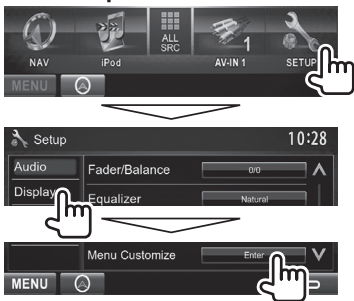 ALL
SRC
1
NAV
iPod
AV-IN 1
SETUP
MENU
Setup
10:28
Audio
Fader/Balance
0/0
Display
Equalizer
Natural
Menu Customize
Enter
MENU